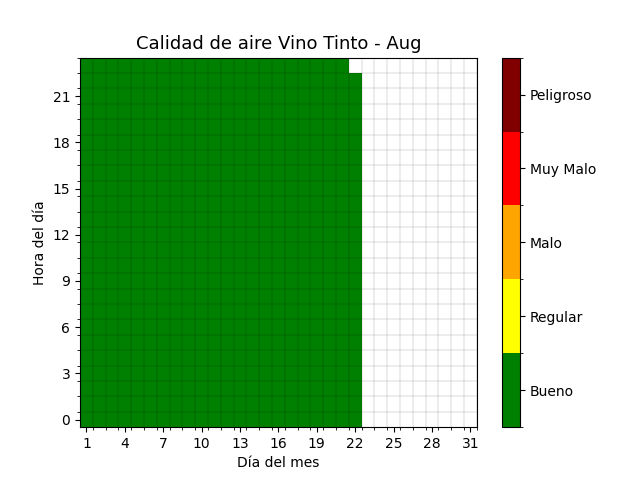 Calidad de aire Vino Tinto - Aug
Hora del día
21
18
15
12
9
6
3
0
1 4 7 10 13 16 19 22 25 28 31
Día del mes
Peligroso
Muy Malo
Malo
Regular
Bueno